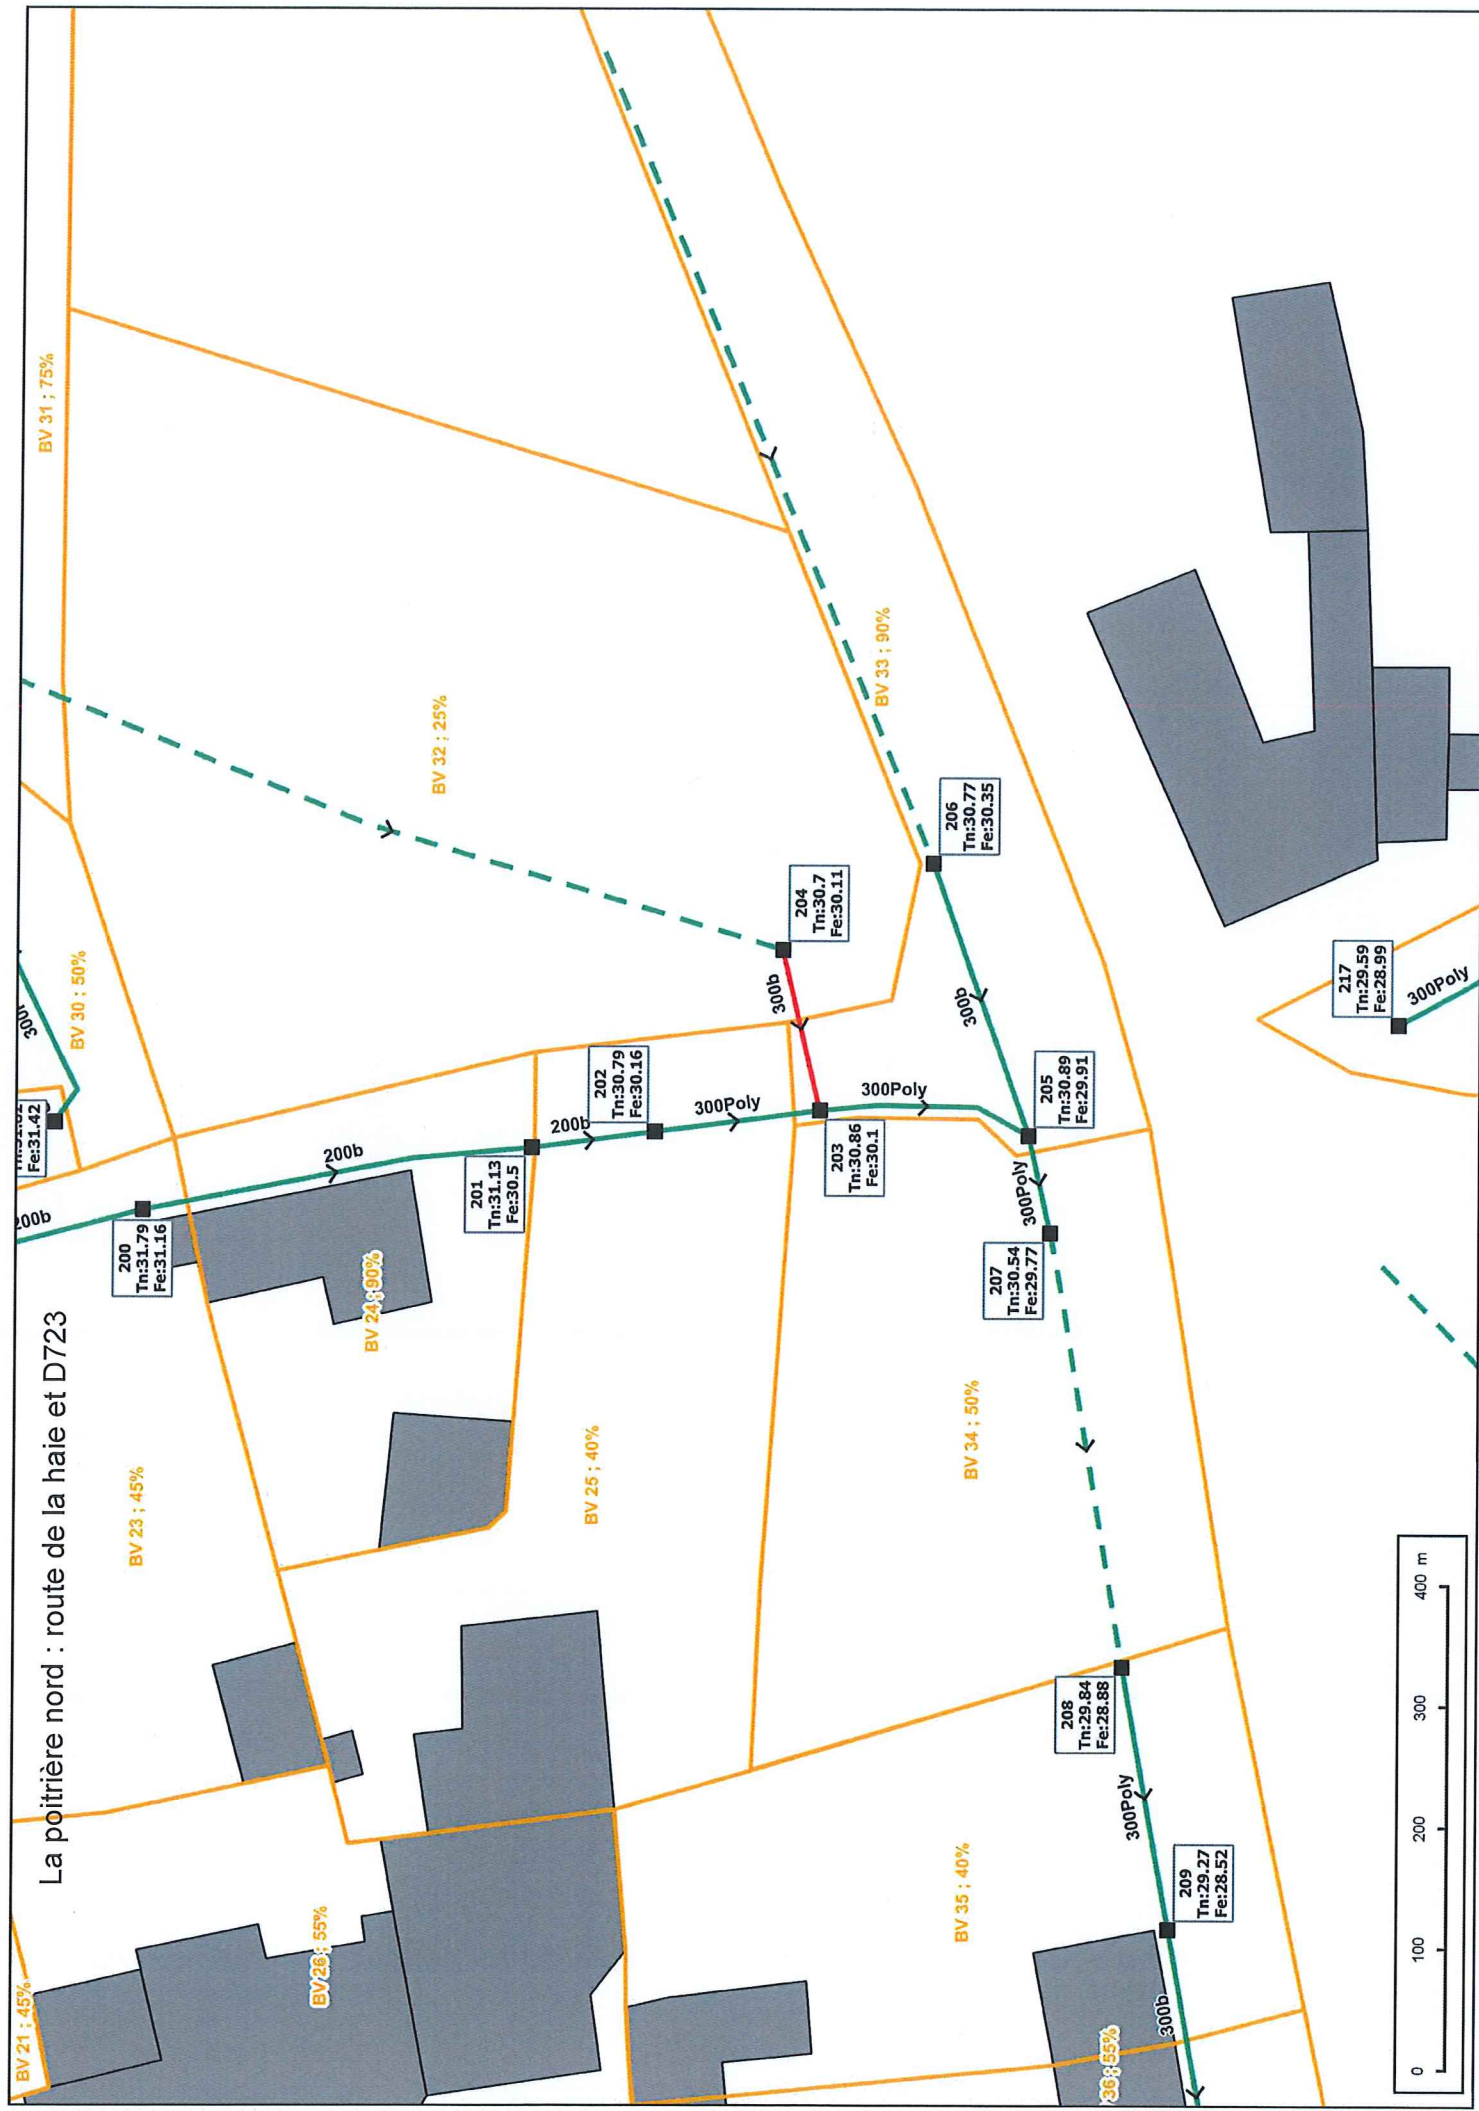 La poitrière nord : route de la haie et D723
BV 21 ; 45%
BV 23 ; 45%
BV 26 ; 55%
BV 24 ; 90%
BV 25 ; 40%
BV 30 ; 50%
BV 31 ; 75%
BV 32 ; 25%
BV 33 ; 90%
BV 34 ; 50%
BV 35 ; 40%
36 ; 55%
Fe:31.42
200b
200
Tn:31.79
Fe:31.16
200b
201
Tn:31.13
Fe:30.5
200b
202
Tn:30.79
Fe:30.16
300Poly
203
Tn:30.86
Fe:30.1
300b
204
Tn:30.7
Fe:30.11
300Poly
205
Tn:30.89
Fe:29.91
300b
206
Tn:30.77
Fe:30.35
300Poly
207
Tn:30.54
Fe:29.77
208
Tn:29.84
Fe:28.88
300Poly
209
Tn:29.27
Fe:28.52
300b
217
Tn:29.59
Fe:28.99
300Poly
0 100 200 300 400 m